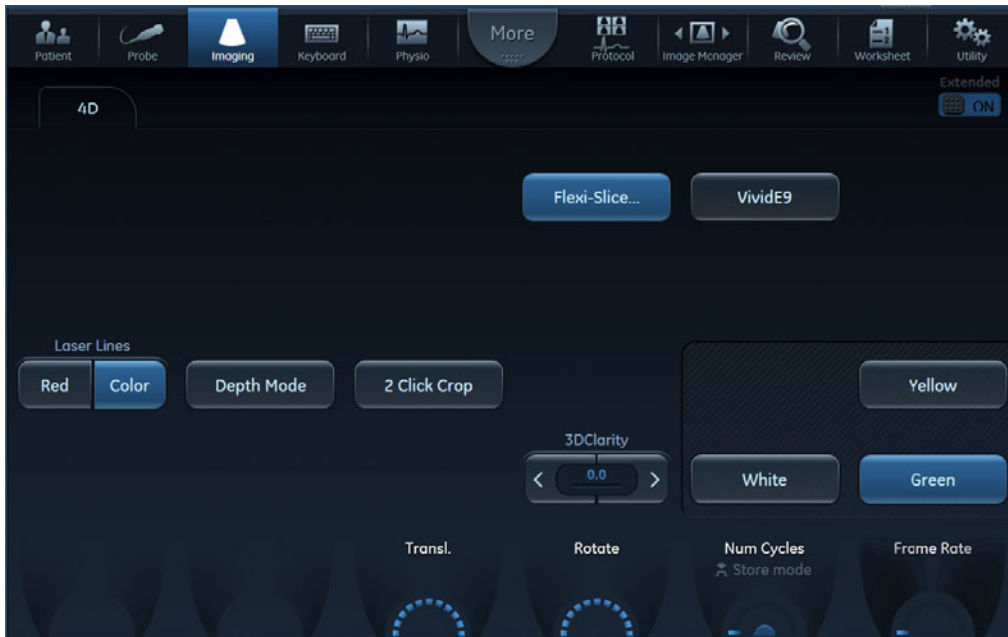 Patient
Probe
Imaging
Keyboard
Physio
More
Protocol
Image Manager
Review
Worksheet
Utility
4D
Extended
ON
Flexi-Slice...
VividE9
Laser Lines
Red
Color
Depth Mode
2 Click Crop
Yellow
3DClarity
0.0
White
Green
Transl.
Rotate
Num Cycles
Store mode
Frame Rate